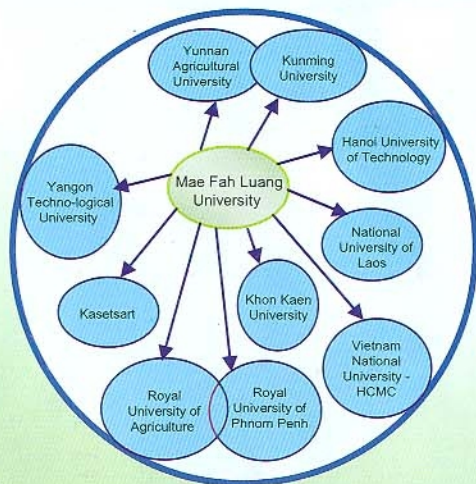 Yunnan
Agricultural
University
Kunming
University
Hanoi University
of Technology
Mae Fah Luang
University
Yangon
Techno-logical
University
National
University of
Laos
Kasetsart
Khon Kaen
University
Vietnam
National
University -
HCMC
Royal
University of
Agriculture
Royal
University of
Phnom Penh